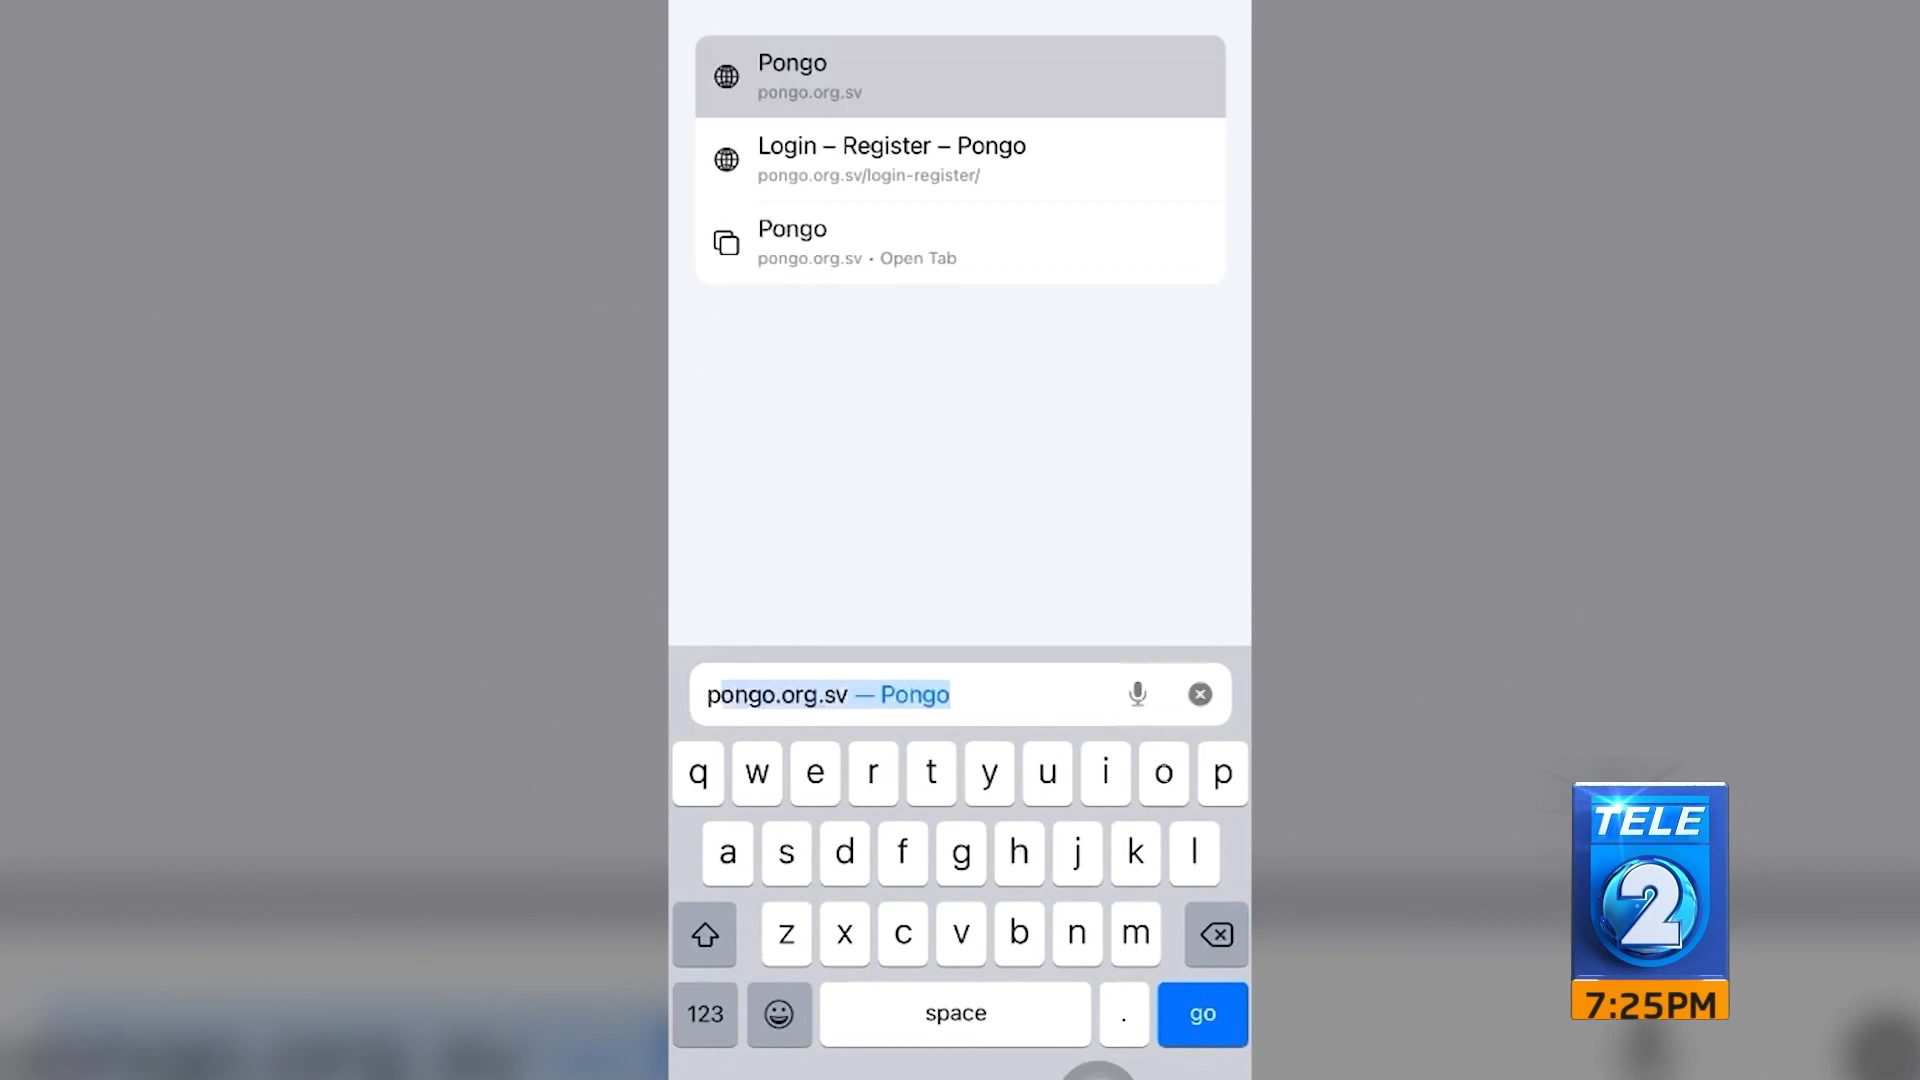 Pongo
pongo.org.sv
Login – Register – Pongo
pongo.org.sv/login-register/
Pongo
pongo.org.sv • Open Tab
pongo.org.sv — Pongo
q w e r t y u i o p
a s d f g h j k l
z x c v b n m
123 space . go
TELE
2
7:25PM